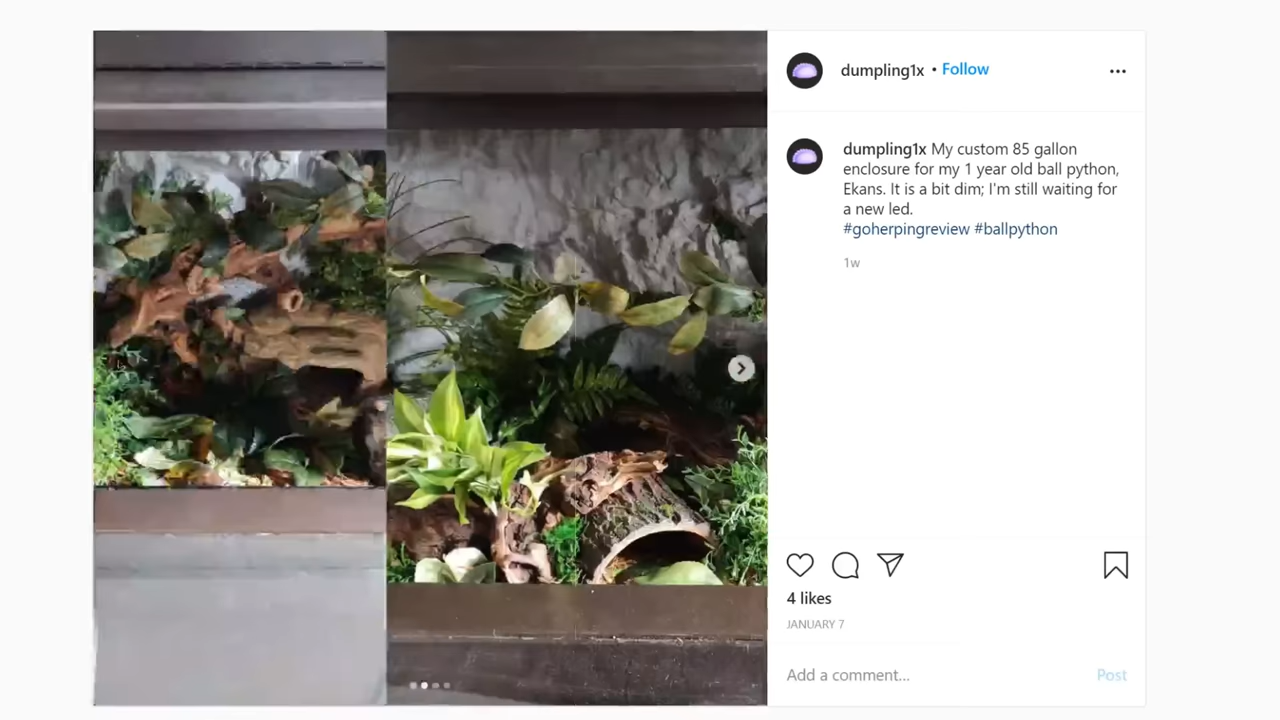 dumpling1x • Follow
dumpling1x My custom 85 gallon
enclosure for my 1 year old ball python,
Ekans. It is a bit dim; I'm still waiting for
a new led.
#goherpingreview #ballpython
1w
4 likes
JANUARY 7
Add a comment... Post